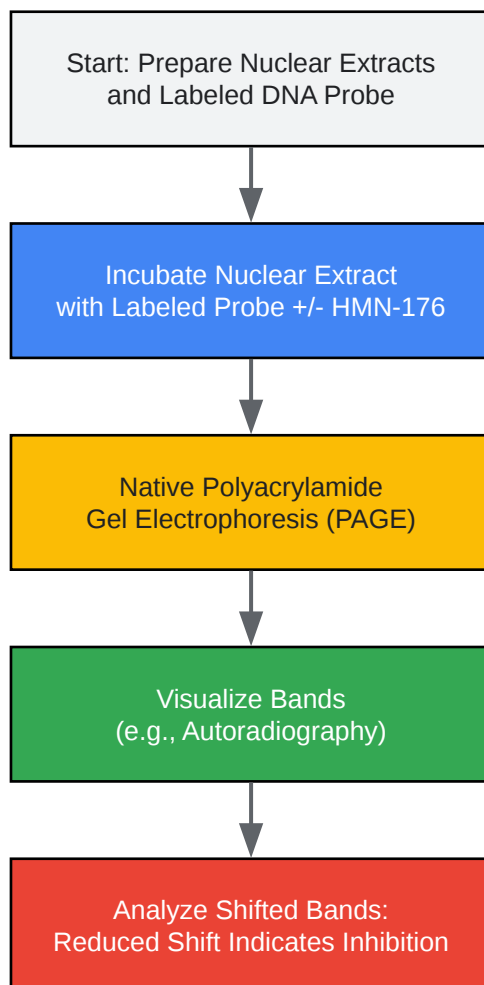 Start: Prepare Nuclear Extracts
and Labeled DNA Probe
Incubate Nuclear Extract
with Labeled Probe +/- HMN-176
Native Polyacrylamide
Gel Electrophoresis (PAGE)
Visualize Bands
(e.g., Autoradiography)
Analyze Shifted Bands:
Reduced Shift Indicates Inhibition